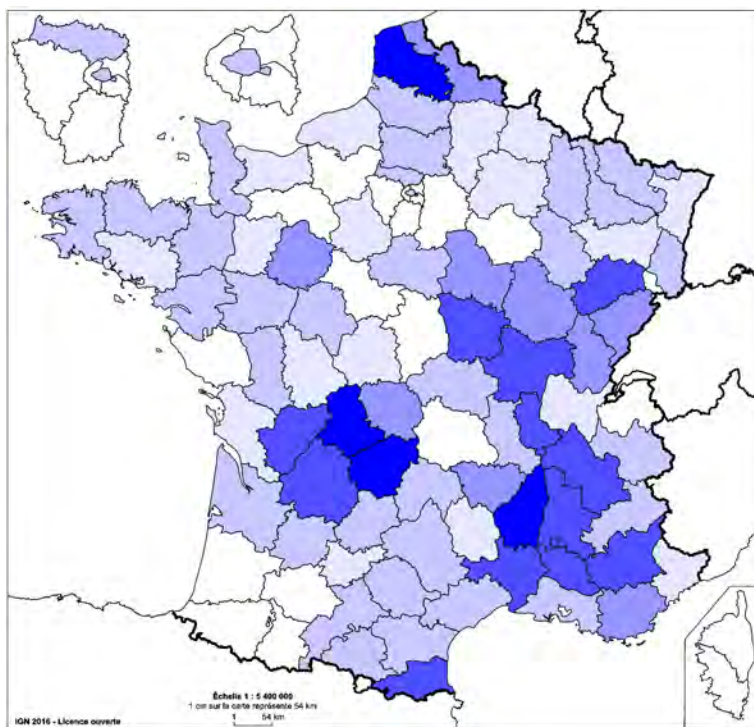 Échelle 1 : 5 400 000
1 cm sur la carte représente 54 km
1 54 km
IGN 2016 - Licence ouverte